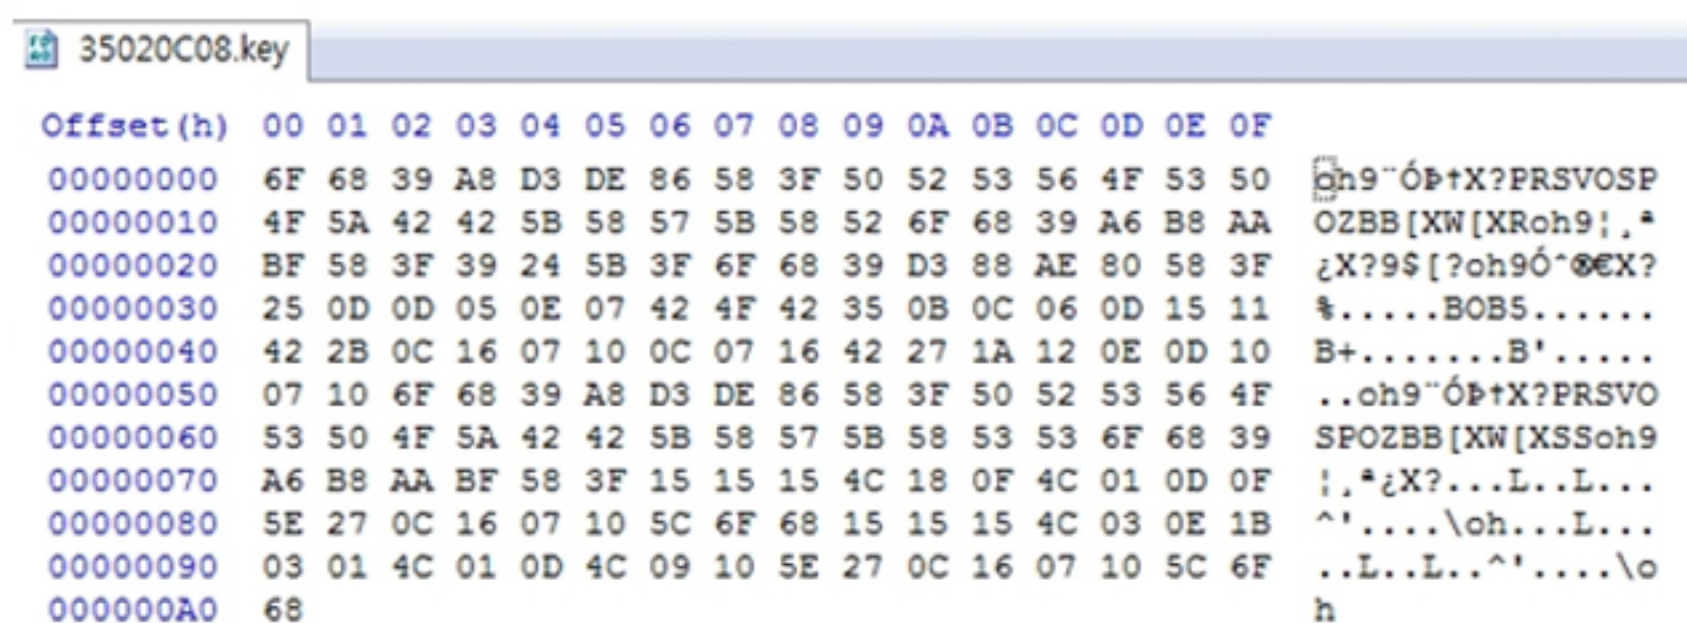 35020C08.key
Offset(h) 00 01 02 03 04 05 06 07 08 09 0A 0B 0C 0D 0E 0F
00000000 6F 68 39 A8 D3 DE 86 58 3F 50 52 53 56 4F 53 50 oh9¨ÓÞ†X?PRSVOSP
00000010 4F 5A 42 42 5B 58 57 5B 58 52 6F 68 39 A6 B8 AA OZBB[XW[XRoh9¦¸ª
00000020 BF 58 3F 39 24 5B 3F 6F 68 39 D3 88 AE 80 58 3F ¿X?9$[?oh9Óˆ®€X?
00000030 25 0D 0D 05 0E 07 42 4F 42 35 0B 0C 06 0D 15 11 %.....BOB5......
00000040 42 2B 0C 16 07 10 0C 07 16 42 27 1A 12 0E 0D 10 B+.......B'.....
00000050 07 10 6F 68 39 A8 D3 DE 86 58 3F 50 52 53 56 4F ..oh9¨ÓÞ†X?PRSVO
00000060 53 50 4F 5A 42 42 5B 58 57 5B 58 53 53 6F 68 39 SPOZBB[XW[XSSoh9
00000070 A6 B8 AA BF 58 3F 15 15 15 4C 18 0F 4C 01 0D 0F ¦¸ª¿X?...L..L...
00000080 5E 27 0C 16 07 10 5C 6F 68 15 15 15 4C 03 0E 1B ^'....\oh...L...
00000090 03 01 4C 01 0D 4C 09 10 5E 27 0C 16 07 10 5C 6F ..L..L..^'....\o
000000A0 68 h